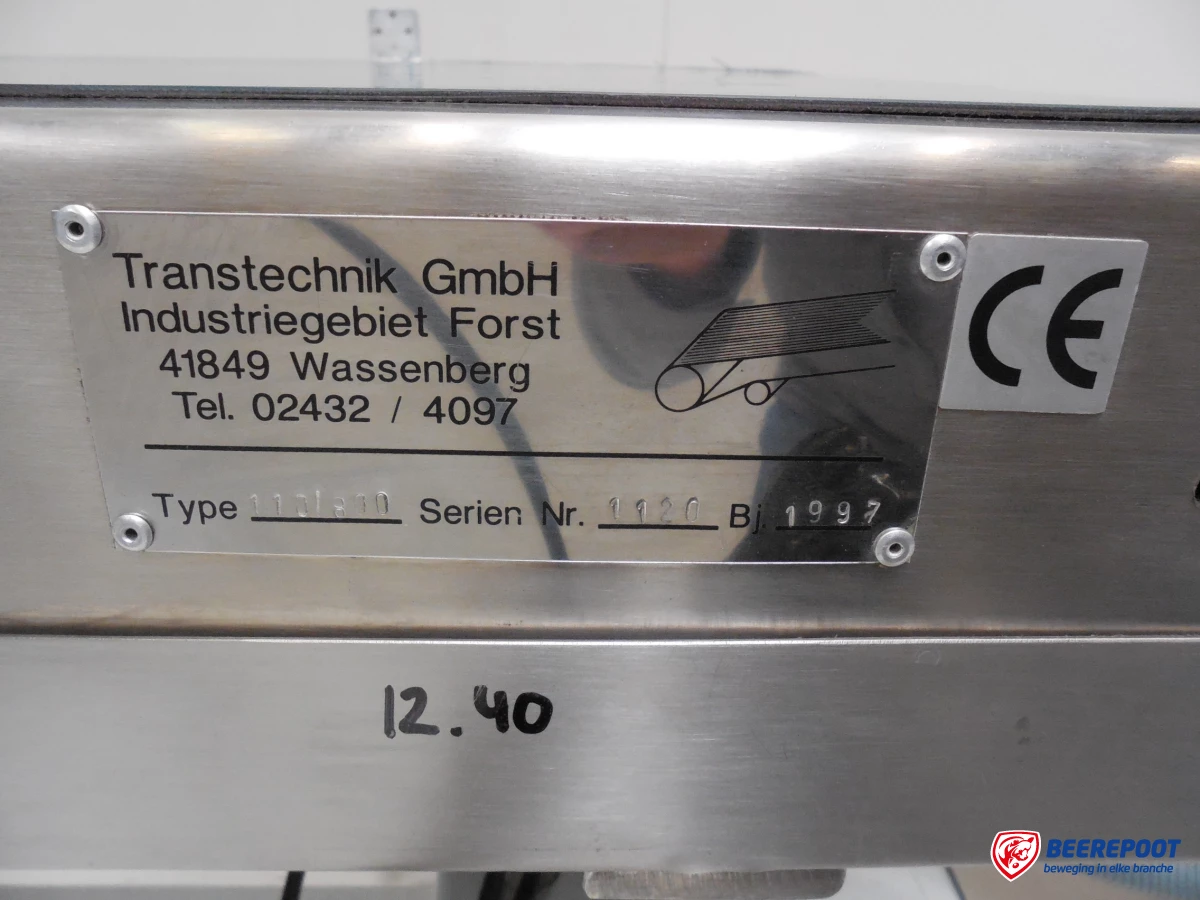 Transtechnik GmbH
Industriegebiet Forst
41849 Wassenberg
Tel. 02432 / 4097
Type 110/800 Serien Nr. 1120 Bj. 1997
CE
12.40
BEEREPOOT
beweging in elke branche